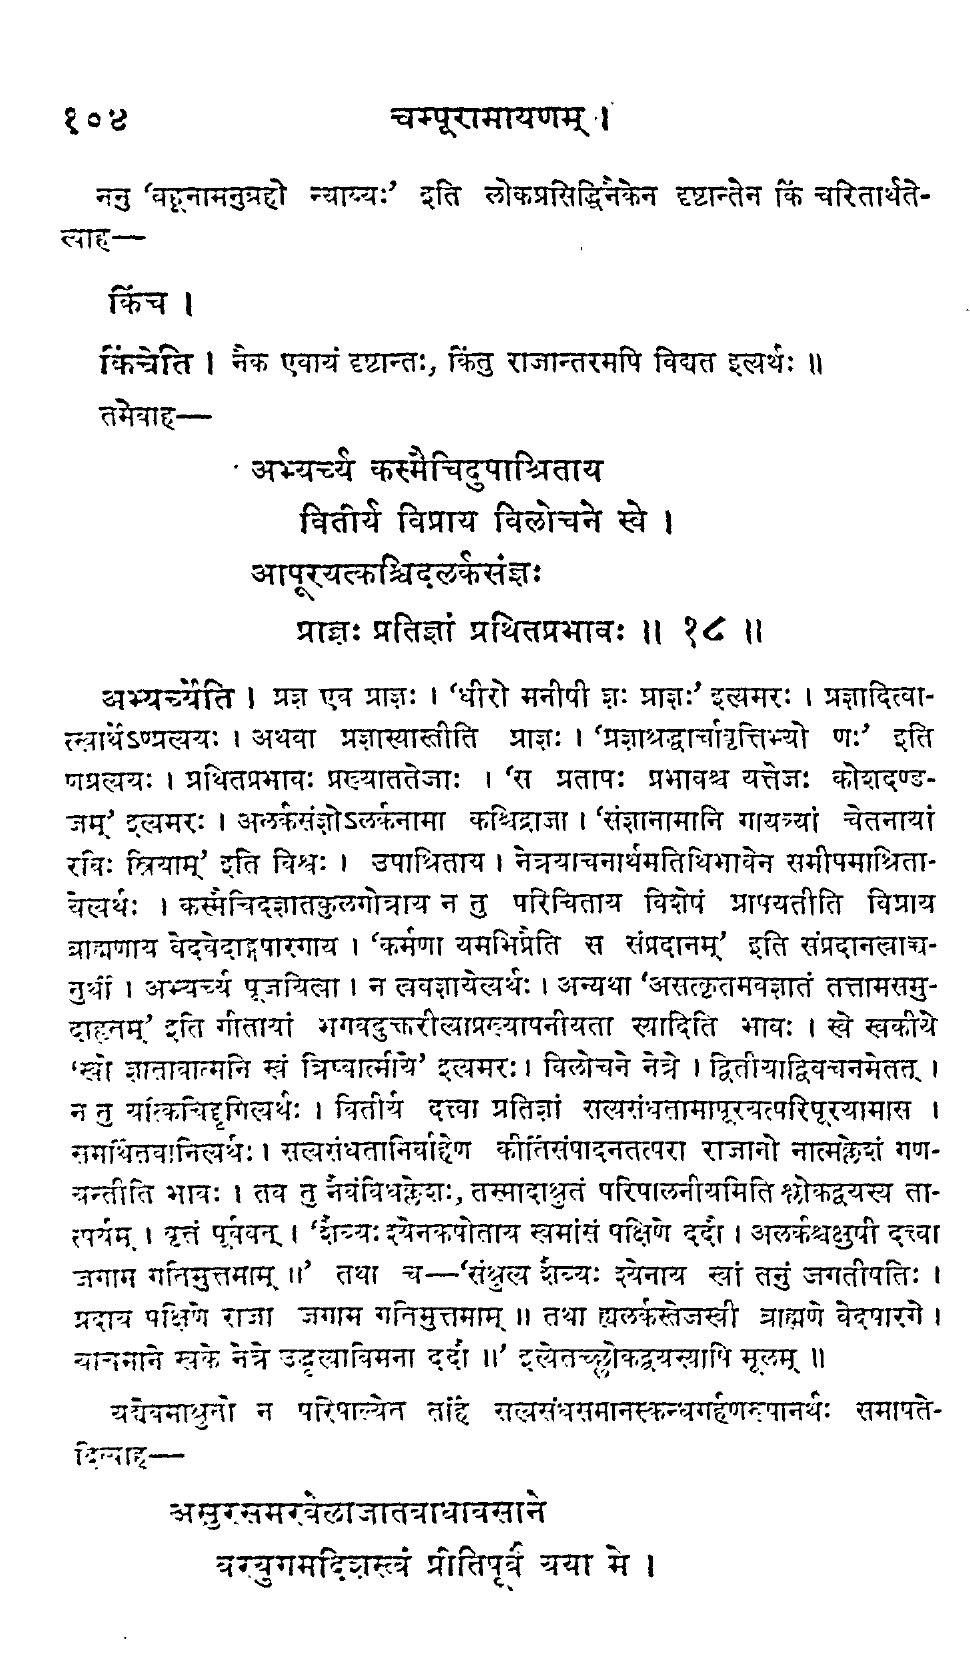 १०४ चम्पूरामायणम् ।
ननु ‘बहूनामनुग्रहो न्याय्यः’ इति लोकप्रसिद्धिर्नैकेन दृष्टान्तेन किं चरितार्थते-
त्याह—
किंच ।
किंचेति । नैक एवायं दृष्टान्तः, किंतु राजान्तरमपि विद्यत इत्यर्थः ॥
तमेवाह—
अभ्यर्च्य कस्मैचिदुपाश्रिताय
वितीर्य विप्राय विलोचने स्वे ।
आपूरयत्कश्चिदलर्कसंज्ञः
प्राज्ञः प्रतिज्ञां प्रथितप्रभावः ॥ १८ ॥
अभ्यर्च्येति । प्रज्ञ एव प्राज्ञः । ‘धीरो मनीषी ज्ञः प्राज्ञः’ इत्यमरः । प्रज्ञादित्वा-
त्स्वार्थेऽण्प्रत्ययः । अथवा प्रज्ञास्यास्तीति प्राज्ञः । ‘प्रज्ञाश्रद्धार्चावृत्तिभ्यो णः’ इति
णप्रत्ययः । प्रथितप्रभावः प्रख्याततेजाः । ‘स प्रतापः प्रभावश्च यत्तेजः कोशदण्ड-
जम्’ इत्यमरः । अलर्कसंज्ञोऽलर्कनामा कश्चिद्राजा । ‘संज्ञानामानि गायत्र्यां चेतनायां
रविः स्त्रियाम्’ इति विश्वः । उपाश्रिताय । नेत्रयाचनार्थमतिथिभावेन समीपमाश्रिता-
येत्यर्थः । कस्मैचिदज्ञातकुलगोत्राय न तु परिचिताय विशेषं प्रापयतीति विप्राय
ब्राह्मणाय वेदवेदाङ्गपारगाय । ‘कर्मणा यमभिप्रैति स संप्रदानम्’ इति संप्रदानत्वाच्च-
तुर्थी । अभ्यर्च्य पूजयित्वा । न त्ववज्ञायेत्यर्थः । अन्यथा ‘असत्कृतमवज्ञातं तत्तामसमु-
दाहृतम्’ इति गीतायां भगवदुक्तरीत्याप्रख्यापनीयता स्यादिति भावः । स्वे स्वकीये
‘स्वो ज्ञातावात्मनि स्वं त्रिष्वात्मीये’ इत्यमरः । विलोचने नेत्रे । द्वितीयाद्विवचनमेतत् ।
न तु यत्किंचिद्दृगित्यर्थः । वितीर्य दत्त्वा प्रतिज्ञां सत्यसंधतामापूरयत्परिपूरयामास ।
समर्थितवानित्यर्थः । सत्यसंधतानिर्वाहेण कीर्तिसंपादनतत्परा राजानो नात्मक्लेशं गण-
यन्तीति भावः । तव तु नैवंविधक्लेशः, तस्मादाश्रुतं परिपालनीयमिति श्लोकद्वयस्य ता-
त्पर्यम् । वृत्तं पूर्ववत् । ‘शैव्यः श्येनकपोताय स्वमांसं पक्षिणे ददौ । अलर्कश्चक्षुषी दत्त्वा
जगाम गतिमुत्तमाम् ॥’ तथा च—‘संश्रुत्य शैव्यः श्येनाय स्वां तनुं जगतीपतिः ।
प्रदाय पक्षिणे राजा जगाम गतिमुत्तमाम् ॥ तथा ह्यलर्कस्तेजस्वी ब्राह्मणे वेदपारगे ।
याचमाने स्वके नेत्रे उद्धृत्याविमना ददौ ॥’ इत्येतच्छ्लोकद्वयस्यापि मूलम् ॥
यद्येवमाश्रुतो न परिपाल्येत तर्हि सत्यसंधसमानस्कन्धगर्हणरूपानर्थः समापते-
दित्याह—
असुरसमरवेलाजातबाधावसाने
वरयुगमदिशस्त्वं प्रीतिपूर्वं यया मे ।